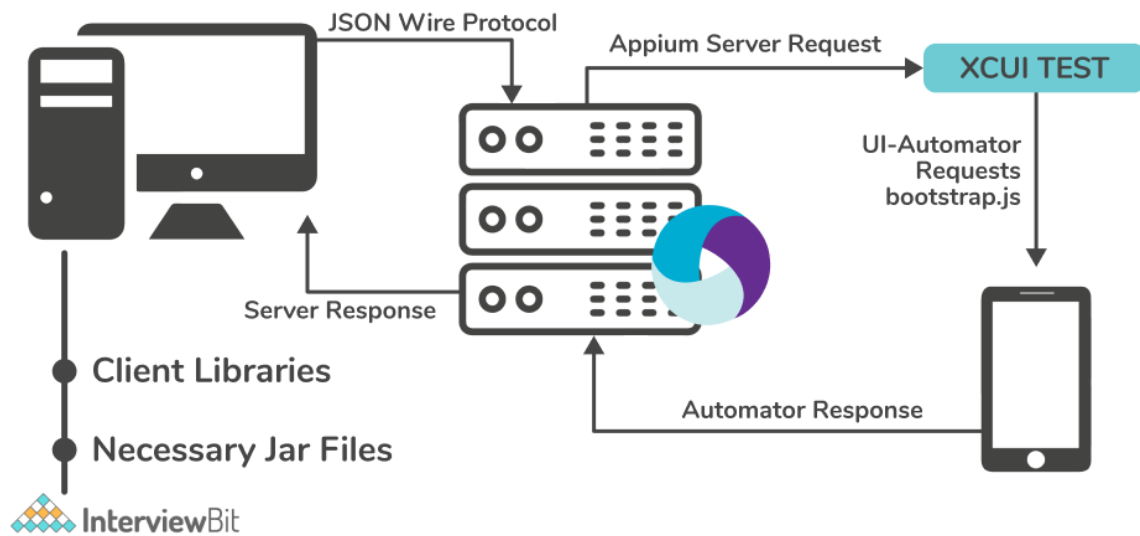 JSON Wire Protocol
Appium Server Request
XCUI TEST
UI-Automator
Requests
bootstrap.js
Server Response
Client Libraries
Automator Response
Necessary Jar Files
InterviewBit